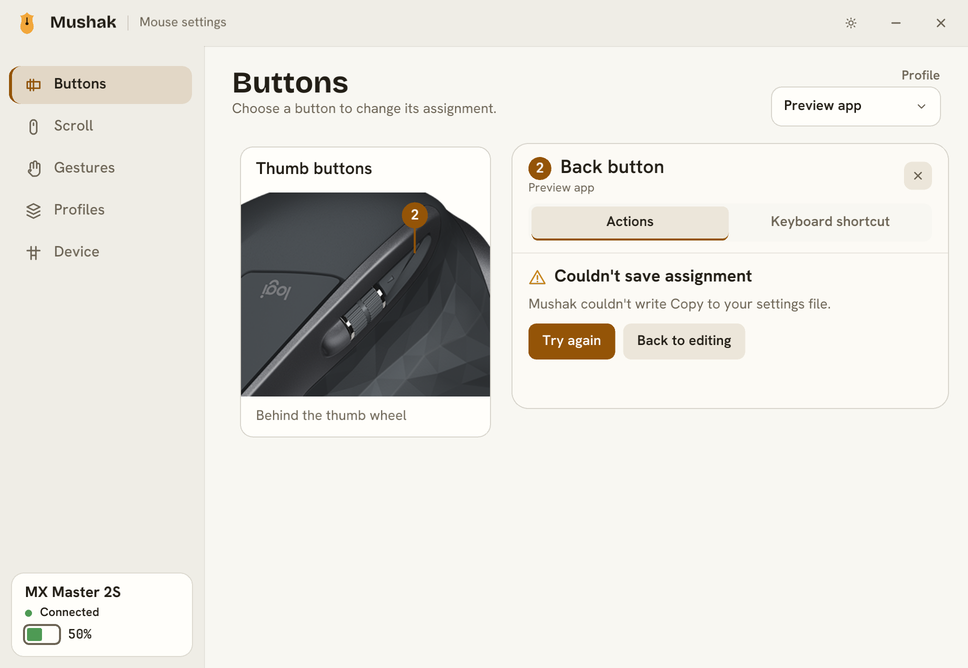 Mushak
Mouse settings
Buttons
Scroll
Gestures
Profiles
Device
MX Master 2S
Connected
50%
Buttons
Choose a button to change its assignment.
Profile
Preview app
Thumb buttons
2
logi
Behind the thumb wheel
2 Back button
Preview app
Actions
Keyboard shortcut
Couldn't save assignment
Mushak couldn't write Copy to your settings file.
Try again
Back to editing